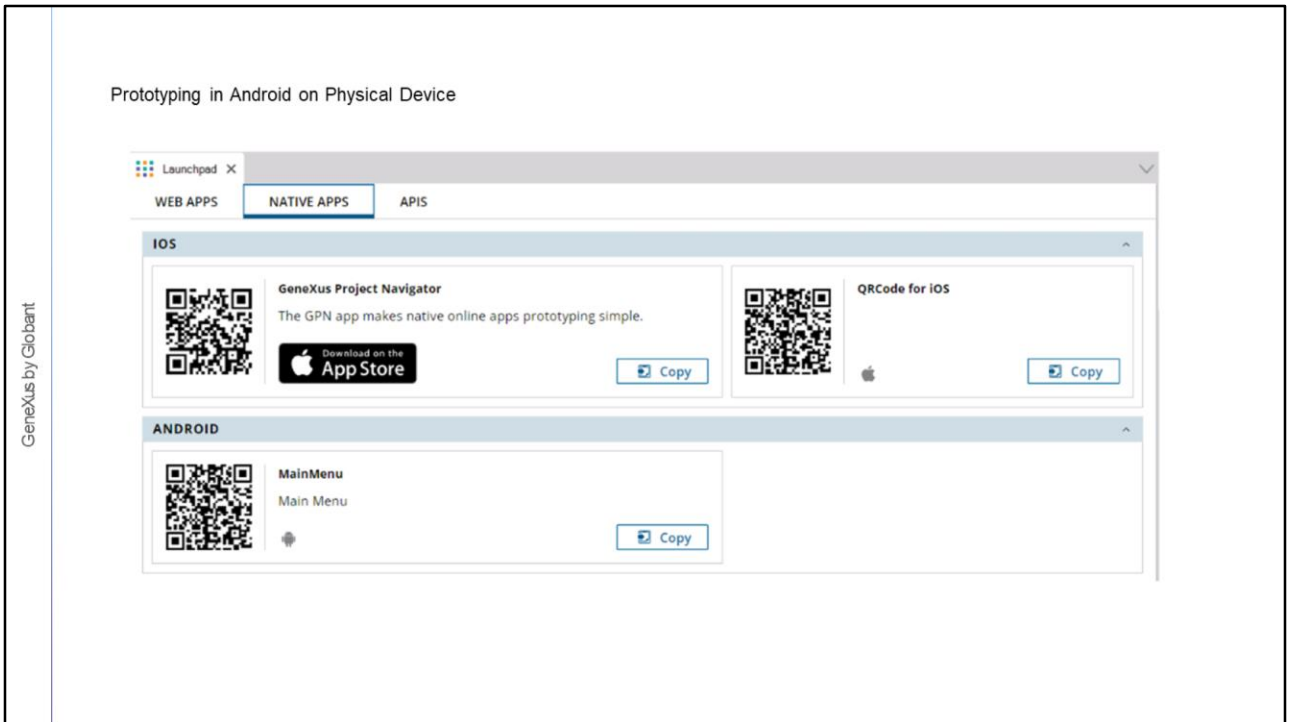 Prototyping in Android on Physical Device
Launchpad
WEB APPS NATIVE APPS APIS
IOS
GeneXus Project Navigator
The GPN app makes native online apps prototyping simple.
Download on the
App Store
Copy
QRCode for iOS
Copy
ANDROID
MainMenu
Main Menu
Copy
GeneXus by Globant